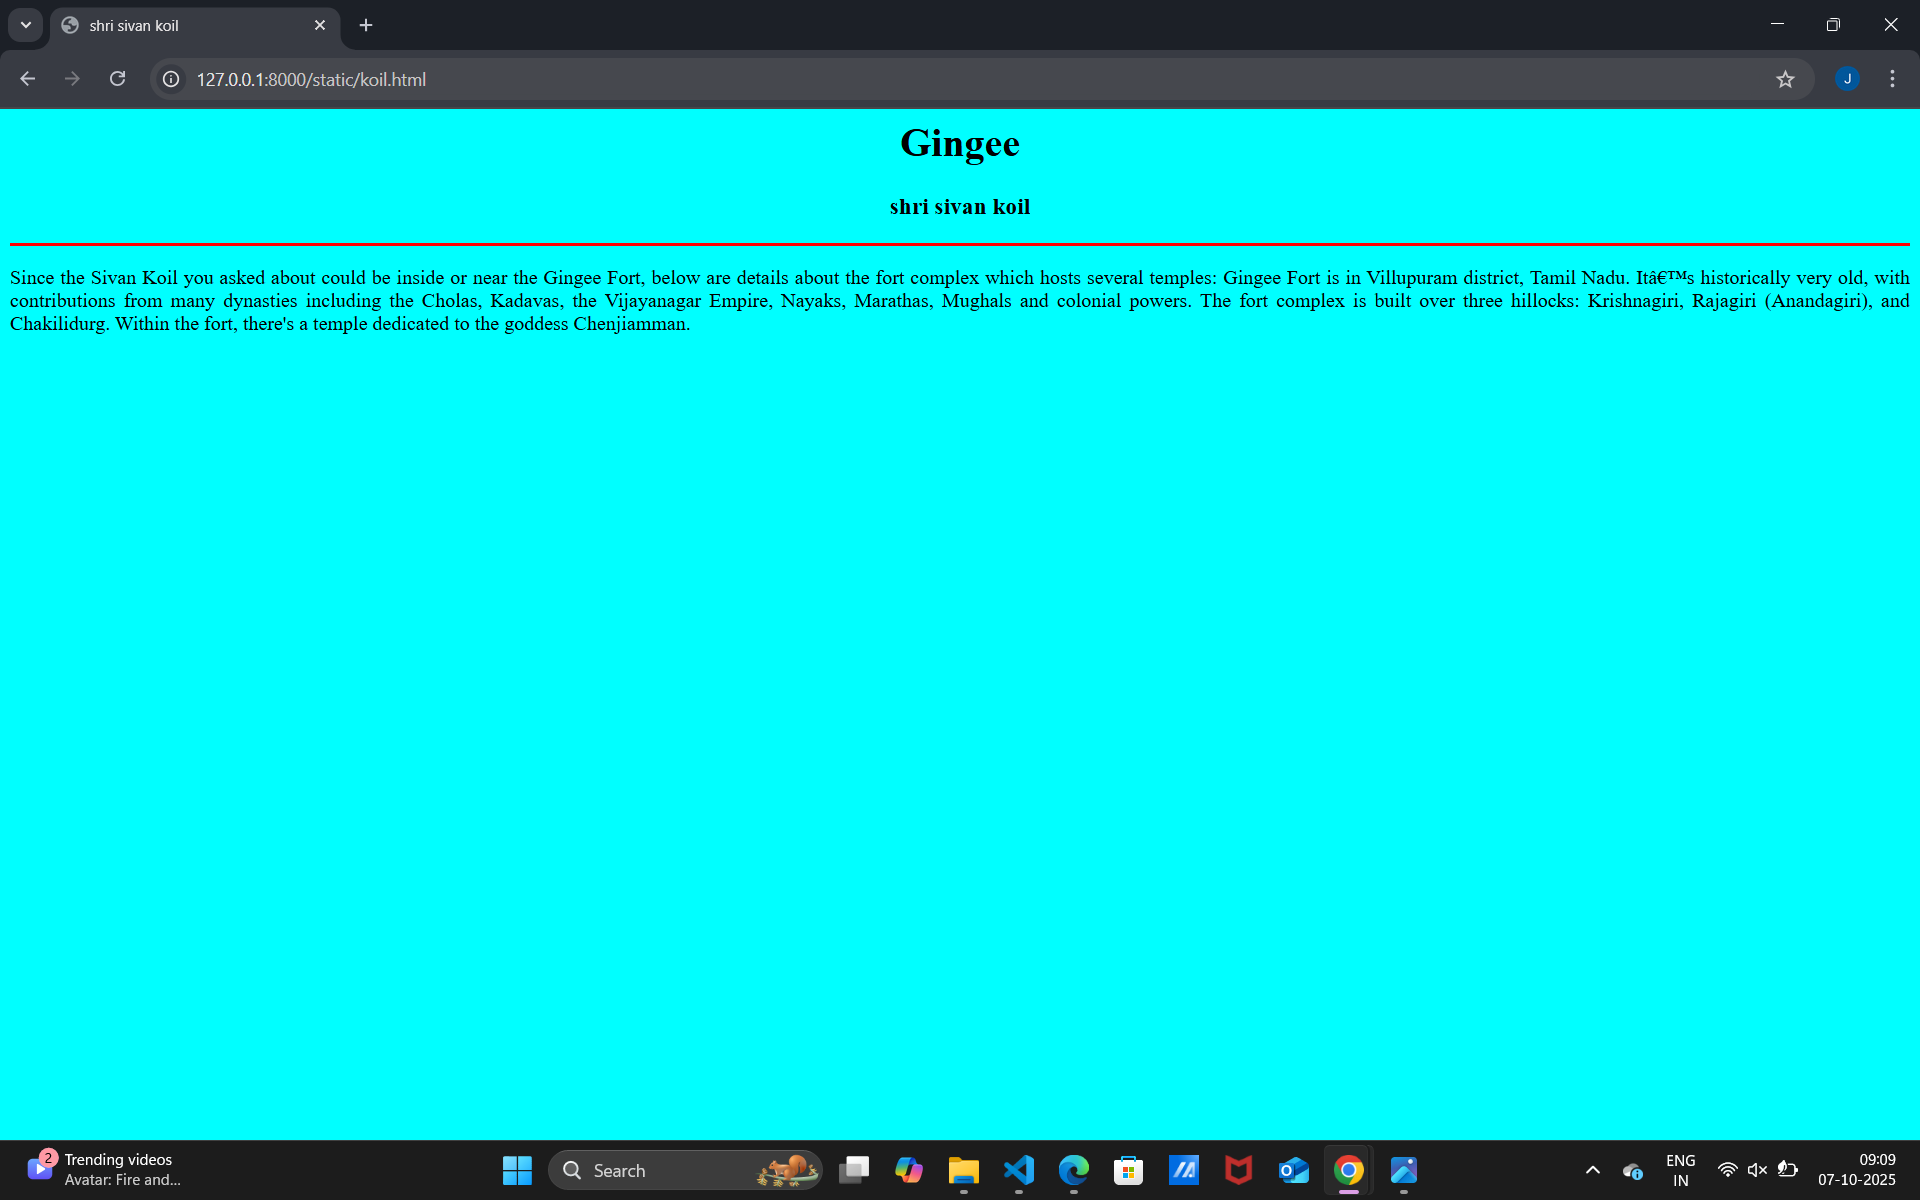 shri sivan koil
127.0.0.1:8000/static/koil.html
J
Gingee
shri sivan koil
Since the Sivan Koil you asked about could be inside or near the Gingee Fort, below are details about the fort complex which hosts several temples: Gingee Fort is in Villupuram district, Tamil Nadu. Itâ€™s historically very old, with
contributions from many dynasties including the Cholas, Kadavas, the Vijayanagar Empire, Nayaks, Marathas, Mughals and colonial powers. The fort complex is built over three hillocks: Krishnagiri, Rajagiri (Anandagiri), and
Chakilidurg. Within the fort, there's a temple dedicated to the goddess Chenjiamman.
2
Trending videos
Avatar: Fire and...
Search
ENG
IN
09:09
07-10-2025